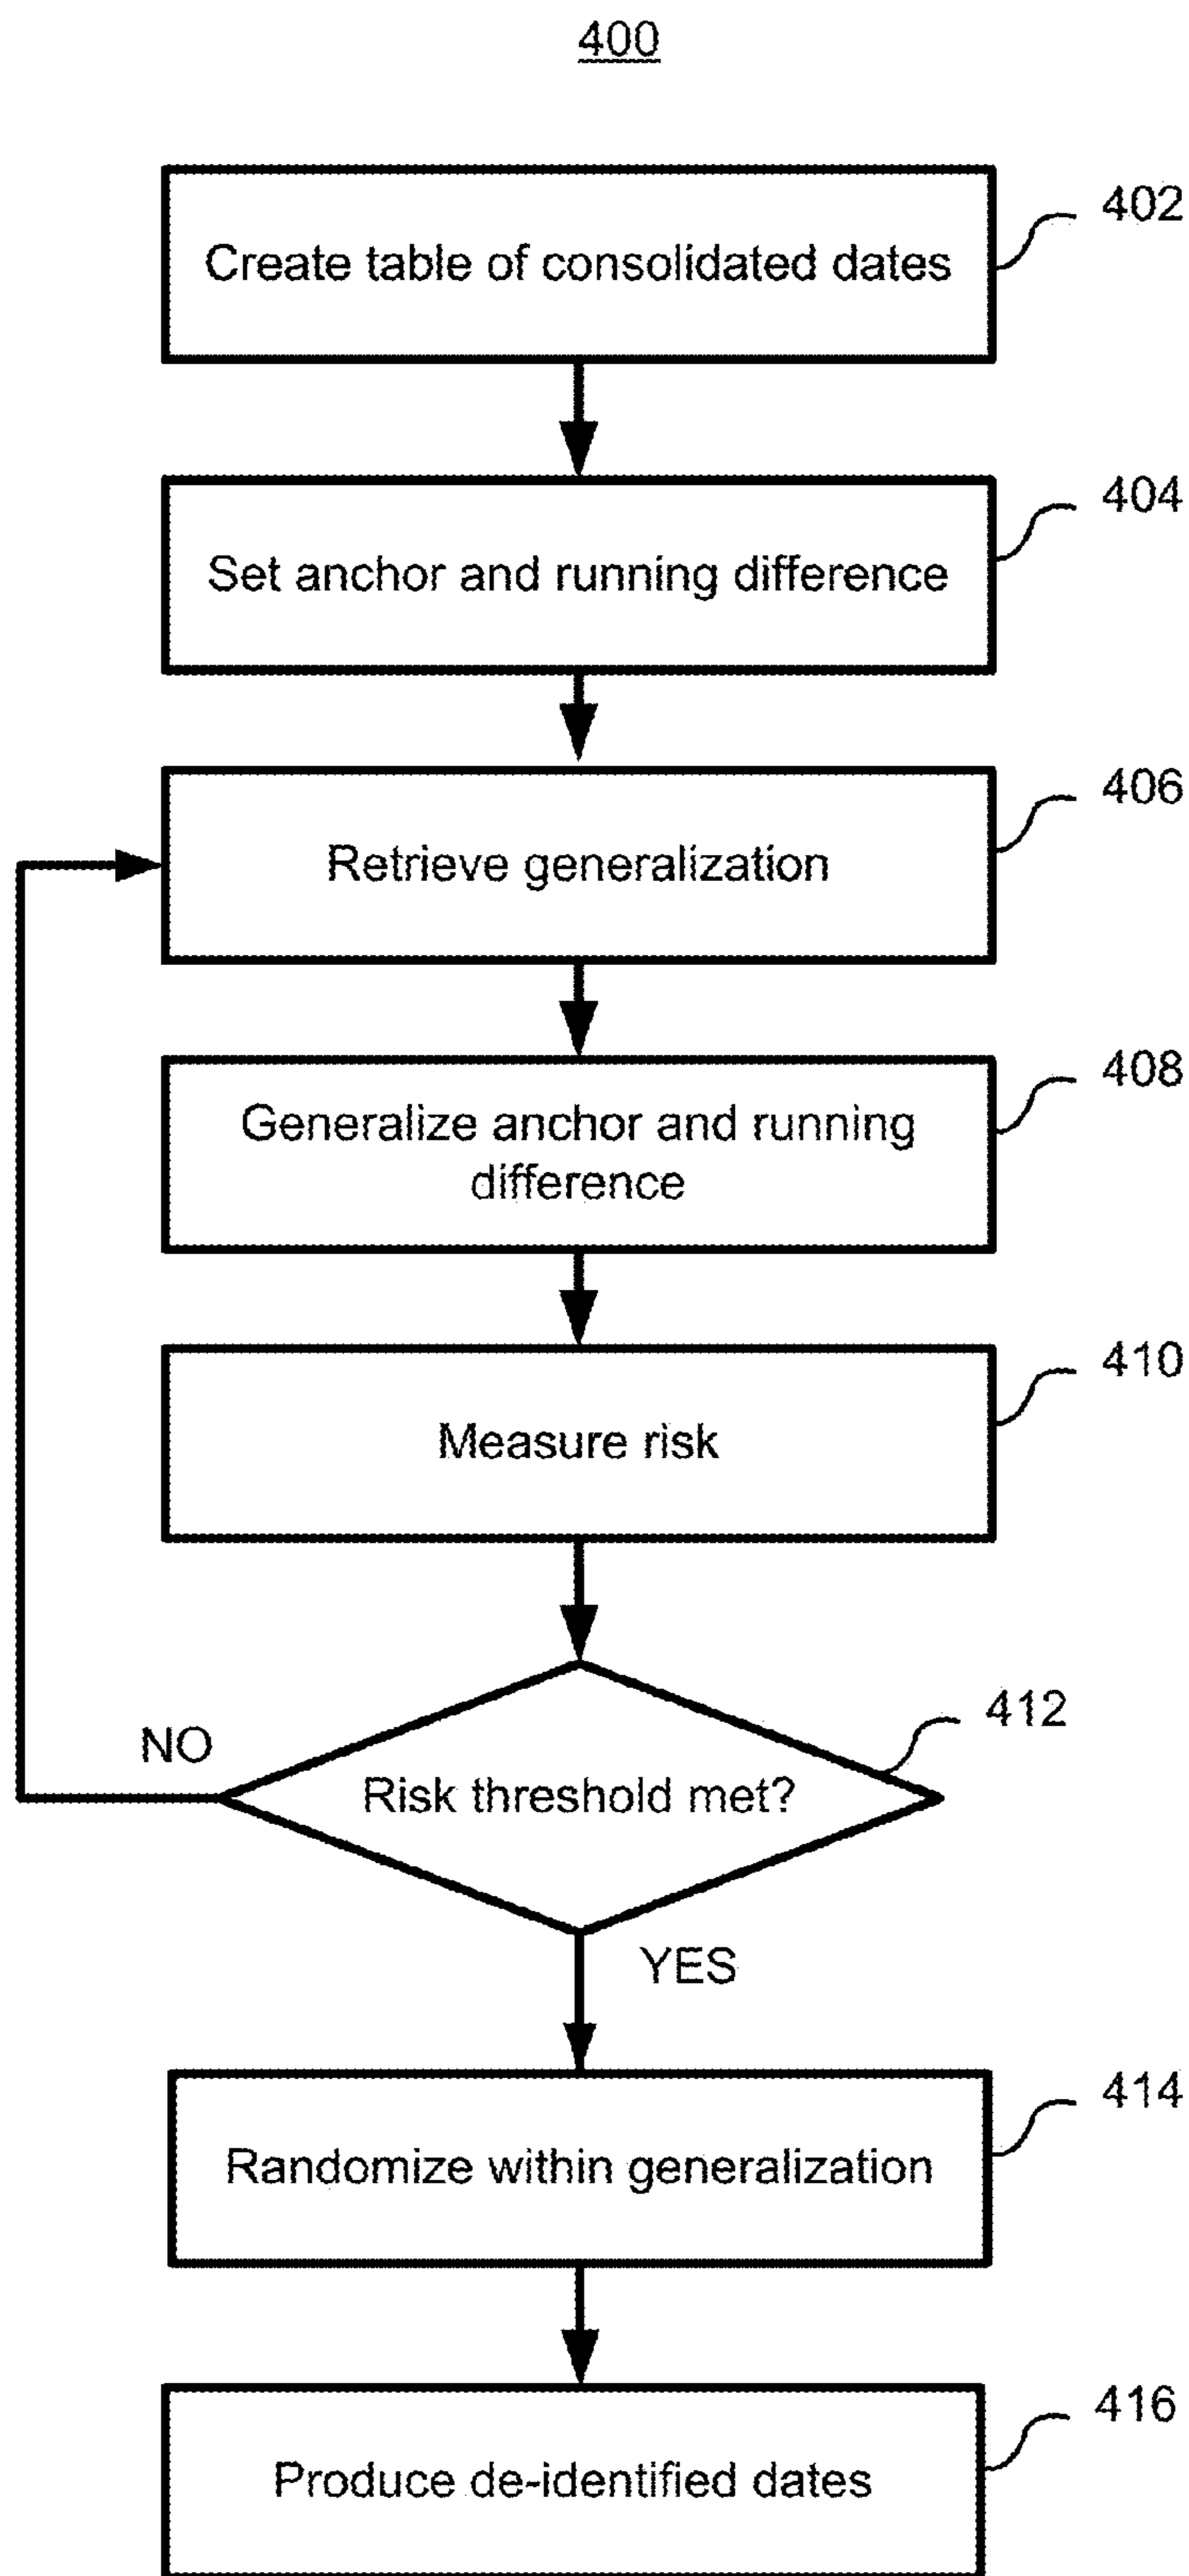 400
402
Create table of consolidated dates
404
Set anchor and running difference
406
Retrieve generalization
408
Generalize anchor and running
difference
410
Measure risk
412
NO
Risk threshold met?
YES
414
Randomize within generalization
416
Produce de-identified dates